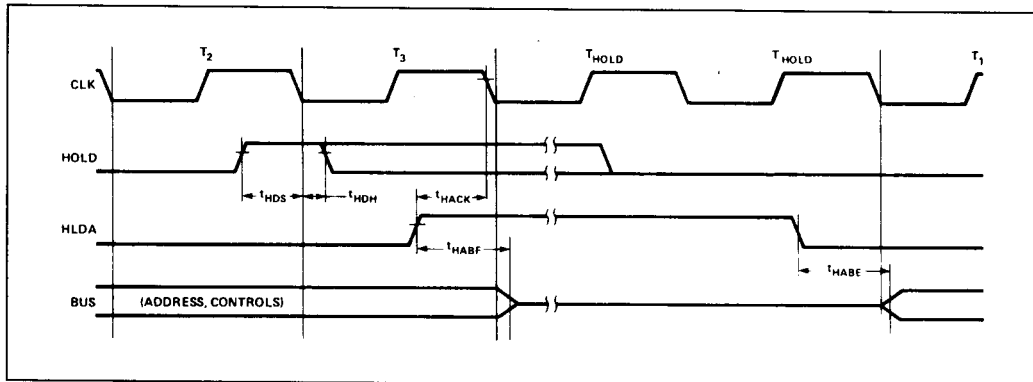 T2 T3 THOLD THOLD T1
CLK
HOLD
tHDS tHDH tHACK
HLDA
tHABF
tHABE
BUS (ADDRESS, CONTROLS)